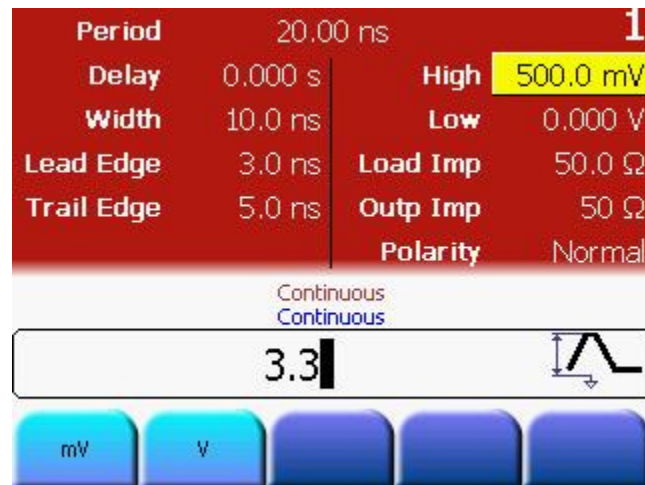 Period 20.00 ns 1
Delay 0.000 s High 500.0 mV
Width 10.0 ns Low 0.000 V
Lead Edge 3.0 ns Load Imp 50.0 Ω
Trail Edge 5.0 ns Outp Imp 50 Ω
Polarity Normal
Continuous
Continuous
3.3
mV V